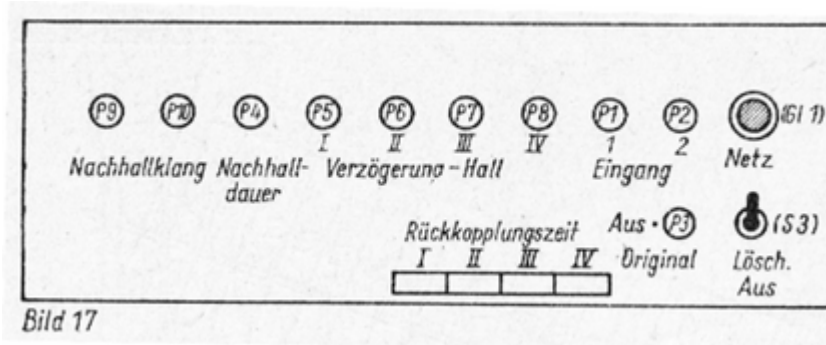 P9 P10 P4 P5 P6 P7 P8 P1 P2 (Gl 1)
I II III IV 1 2
Nachhallklang Nachhall- Verzögerung - Hall Eingang Netz
dauer
Rückkopplungszeit Aus • P3 (S3)
I II III IV Original Lösch.
Aus
Bild 17